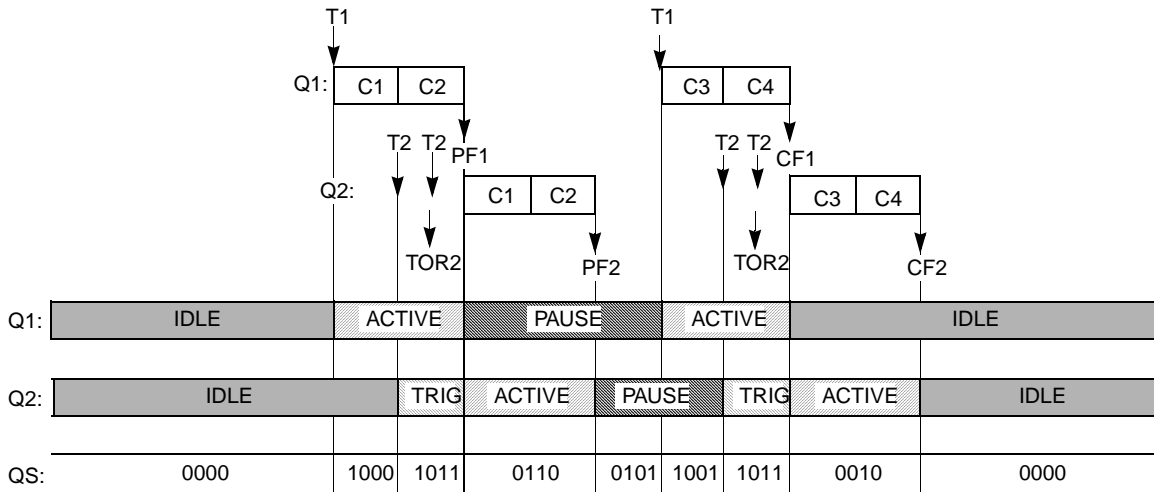 T1 T1
Q1: C1 C2 C3 C4
T2 T2 PF1 T2 T2 CF1
Q2: C1 C2 C3 C4
TOR2 PF2 TOR2 CF2
Q1: IDLE ACTIVE PAUSE ACTIVE IDLE
Q2: IDLE TRIG ACTIVE PAUSE TRIG ACTIVE IDLE
QS: 0000 1000 1011 0110 0101 1001 1011 0010 0000